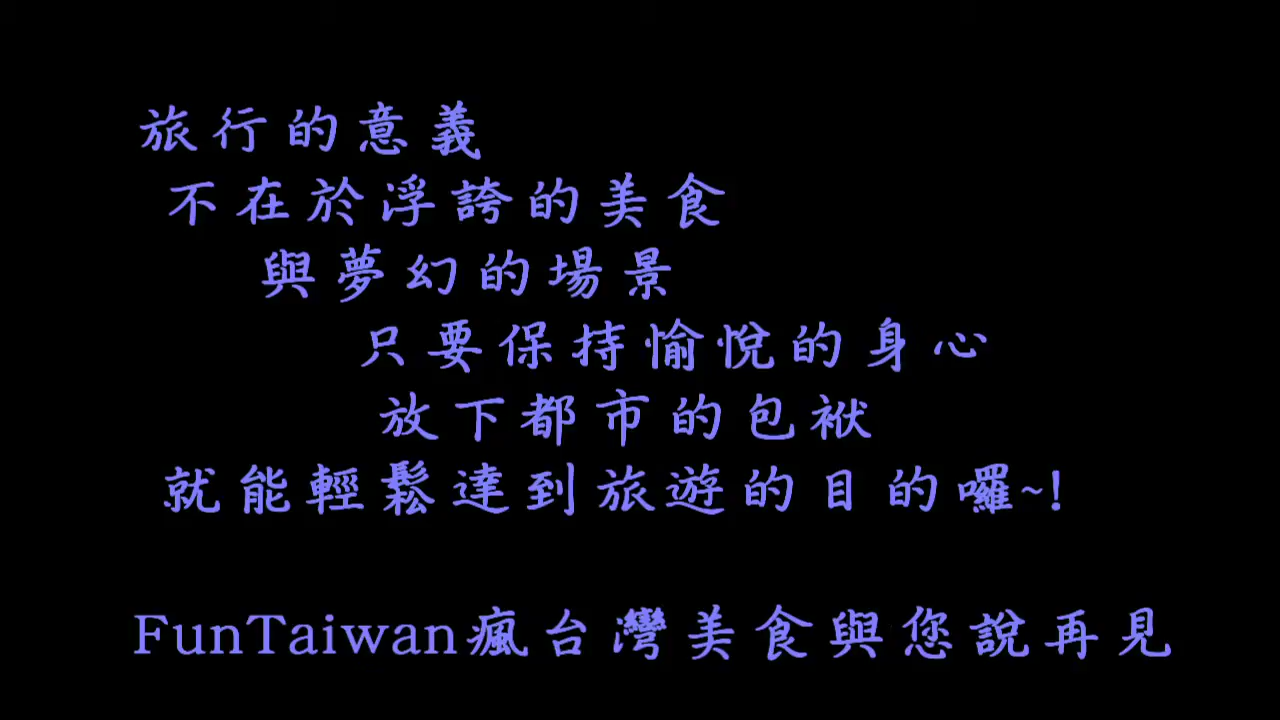 旅行的意義
不在於浮誇的美食
與夢幻的場景
只要保持愉悅的身心
放下都市的包袱
就能輕鬆達到旅遊的目的囉~!
FunTaiwan瘋台灣美食與您說再見